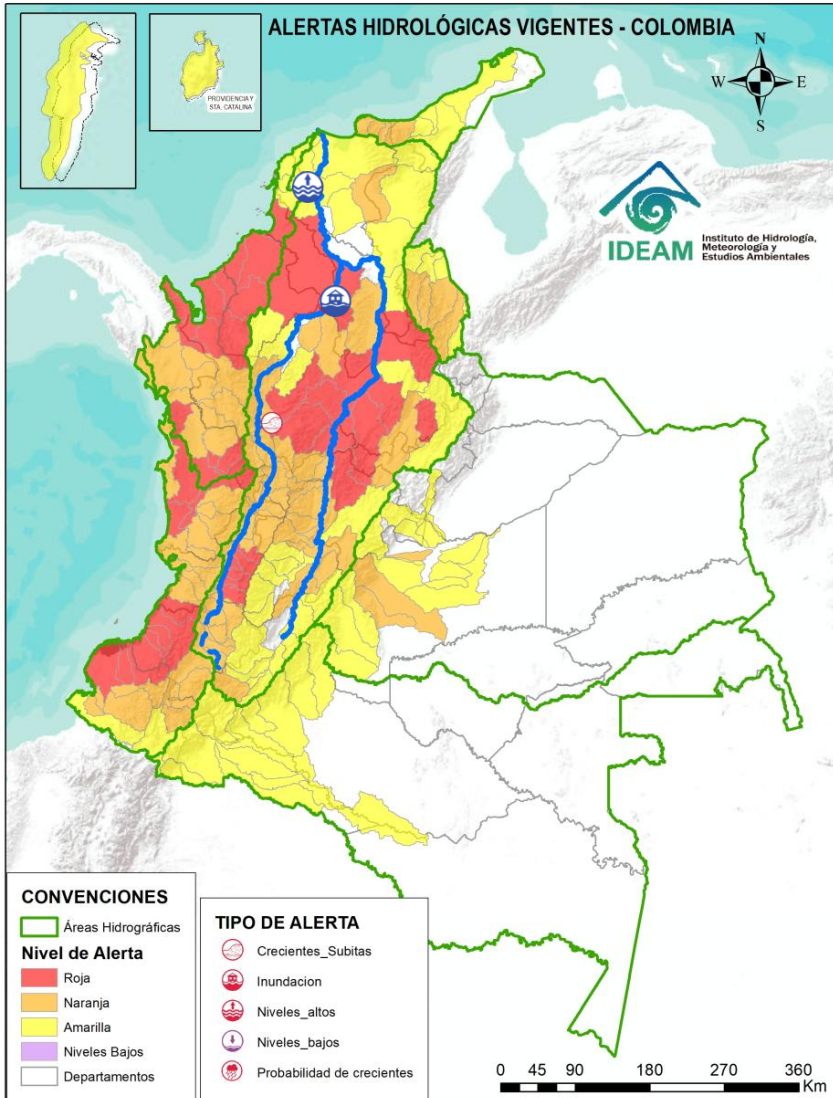 ALERTAS HIDROLÓGICAS VIGENTES - COLOMBIA
PROVIDENCIA Y
STA. CATALINA
N
W
E
S
IDEAM
Instituto de Hidrología,
Meteorología y
Estudios Ambientales
CONVENCIONES
Áreas Hidrográficas
Nivel de Alerta
Roja
Naranja
Amarilla
Niveles Bajos
Departamentos
TIPO DE ALERTA
Crecientes_Subitas
Inundacion
Niveles_altos
Niveles_bajos
Probabilidad de crecientes
0 45 90 180 270 360
Km